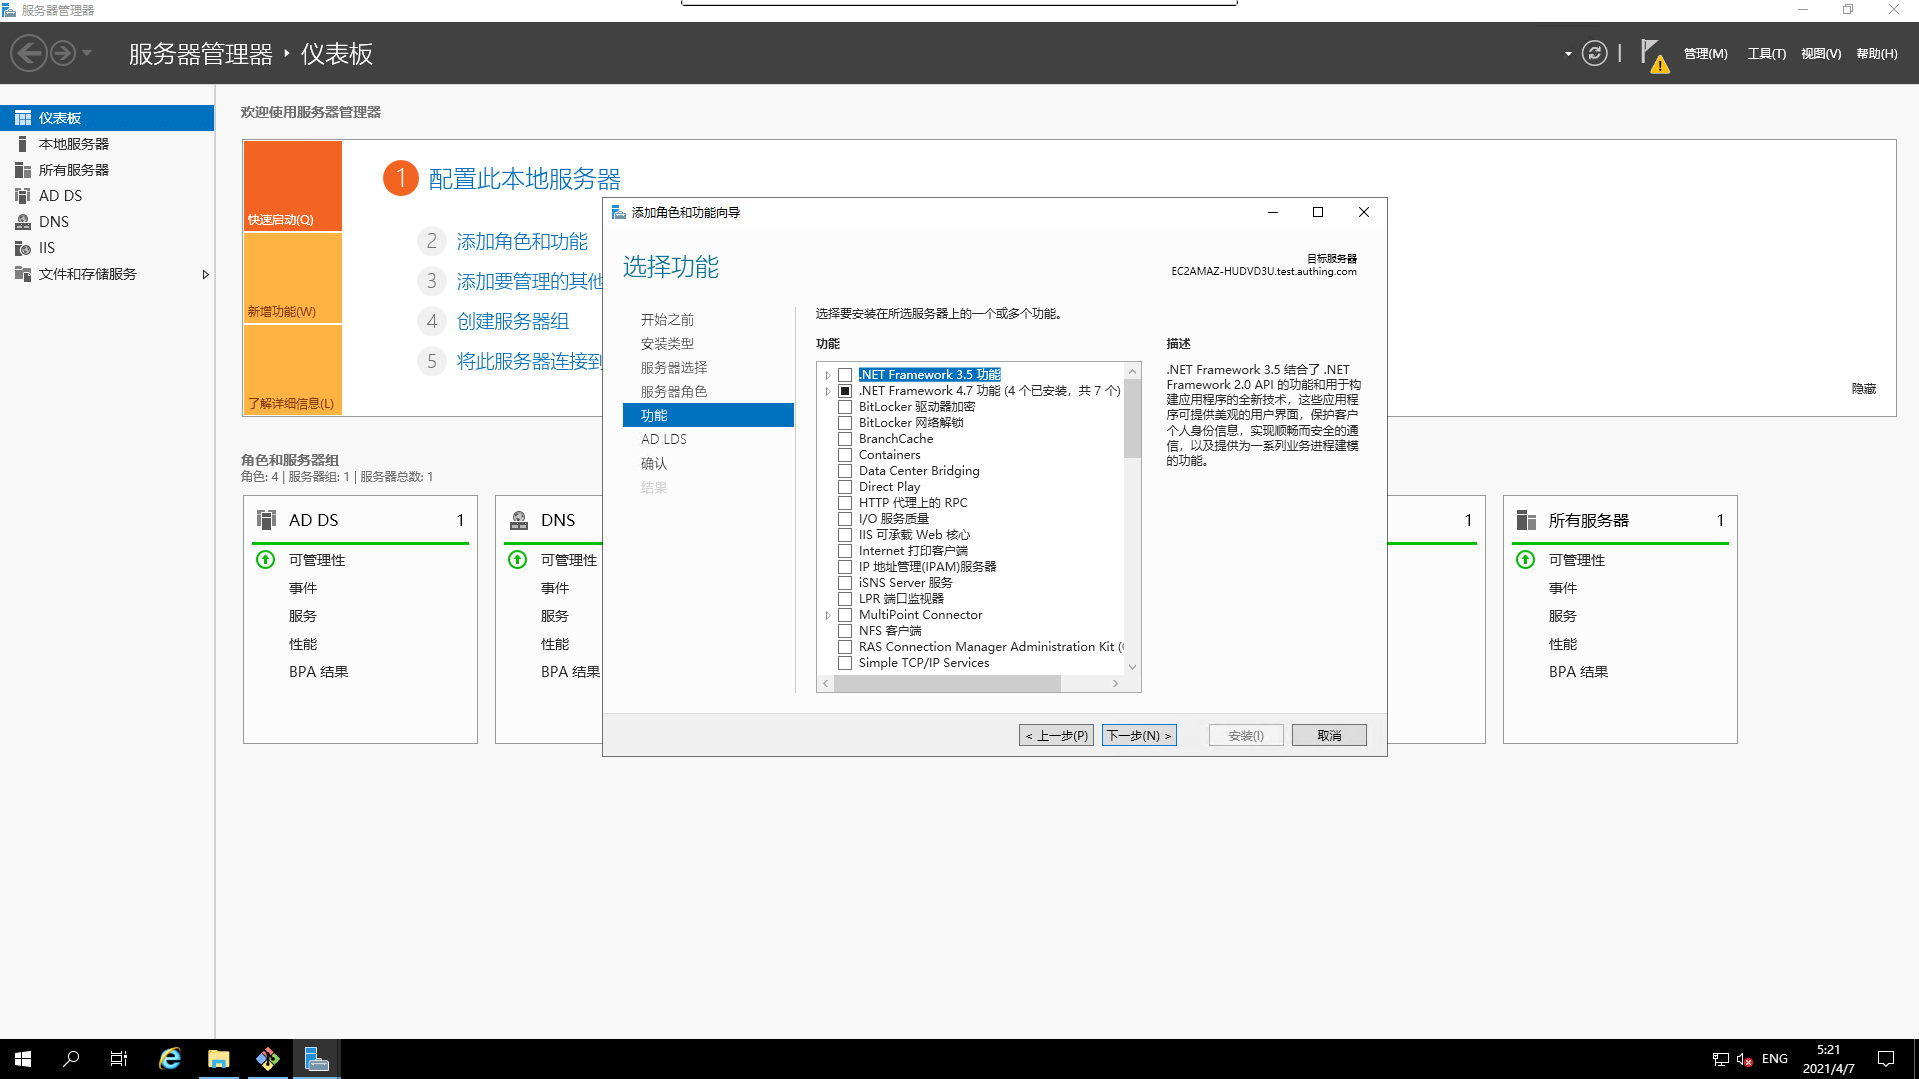 服务器管理器
服务器管理器 · 仪表板
管理(M) 工具(T) 视图(V) 帮助(H)
仪表板
本地服务器
所有服务器
AD DS
DNS
IIS
文件和存储服务
欢迎使用服务器管理器
快速启动(Q)
新增功能(W)
了解详细信息(L)
1 配置此本地服务器
2 添加角色和功能
3 添加要管理的其他
4 创建服务器组
5 将此服务器连接到
隐藏
角色和服务器组
角色: 4 | 服务器组: 1 | 服务器总数: 1
AD DS 1
可管理性
事件
服务
性能
BPA 结果
DNS
可管理性
事件
服务
性能
BPA 结果
1
所有服务器 1
可管理性
事件
服务
性能
BPA 结果
添加角色和功能向导
选择功能
目标服务器
EC2AMAZ-HUDVD3U.test.authing.com
开始之前
安装类型
服务器选择
服务器角色
功能
AD LDS
确认
结果
选择要安装在所选服务器上的一个或多个功能。
功能
.NET Framework 3.5 功能
.NET Framework 4.7 功能 (4 个已安装，共 7 个)
BitLocker 驱动器加密
BitLocker 网络解锁
BranchCache
Containers
Data Center Bridging
Direct Play
HTTP 代理上的 RPC
I/O 服务质量
IIS 可承载 Web 核心
Internet 打印客户端
IP 地址管理(IPAM)服务器
iSNS Server 服务
LPR 端口监视器
MultiPoint Connector
NFS 客户端
RAS Connection Manager Administration Kit (
Simple TCP/IP Services
描述
.NET Framework 3.5 结合了 .NET
Framework 2.0 API 的功能和用于构
建应用程序的全新技术，这些应用程
序可提供美观的用户界面，保护客户
个人身份信息，实现顺畅而安全的通
信，以及提供为一系列业务进程建模
的功能。
< 上一步(P) 下一步(N) > 安装(I) 取消
ENG
5:21
2021/4/7